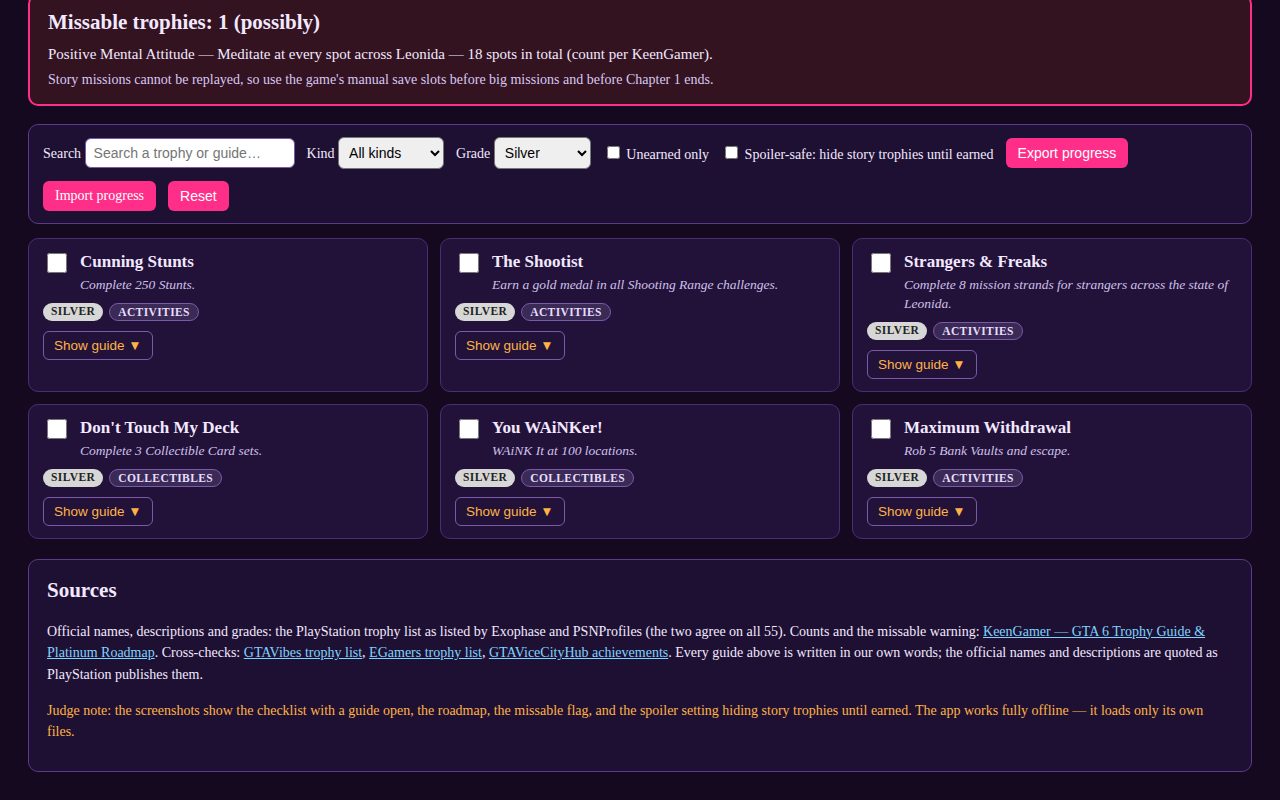 Missable trophies: 1 (possibly)
Positive Mental Attitude — Meditate at every spot across Leonida — 18 spots in total (count per KeenGamer).
Story missions cannot be replayed, so use the game's manual save slots before big missions and before Chapter 1 ends.
Search Search a trophy or guide… Kind All kinds Grade Silver Unearned only Spoiler-safe: hide story trophies until earned Export progress
Import progress Reset
Cunning Stunts
Complete 250 Stunts.
SILVER ACTIVITIES
Show guide ▼
The Shootist
Earn a gold medal in all Shooting Range challenges.
SILVER ACTIVITIES
Show guide ▼
Strangers & Freaks
Complete 8 mission strands for strangers across the state of
Leonida.
SILVER ACTIVITIES
Show guide ▼
Don't Touch My Deck
Complete 3 Collectible Card sets.
SILVER COLLECTIBLES
Show guide ▼
You WAiNKer!
WAiNK It at 100 locations.
SILVER COLLECTIBLES
Show guide ▼
Maximum Withdrawal
Rob 5 Bank Vaults and escape.
SILVER ACTIVITIES
Show guide ▼
Sources
Official names, descriptions and grades: the PlayStation trophy list as listed by Exophase and PSNProfiles (the two agree on all 55). Counts and the missable warning: KeenGamer — GTA 6 Trophy Guide &
Platinum Roadmap. Cross-checks: GTAVibes trophy list, EGamers trophy list, GTAViceCityHub achievements. Every guide above is written in our own words; the official names and descriptions are quoted as
PlayStation publishes them.
Judge note: the screenshots show the checklist with a guide open, the roadmap, the missable flag, and the spoiler setting hiding story trophies until earned. The app works fully offline — it loads only its own
files.